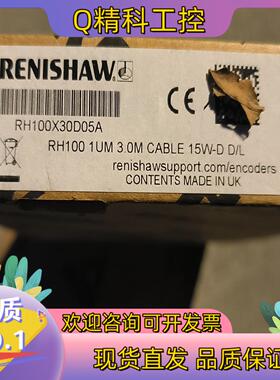 Q精科工控
RENISHAW
CE
RH100X30D05A
RH100 1UM 3.0M CABLE 15W-D D/L
renishawsupport.com/encoders
CONTENTS MADE IN UK
质
O.1
欢迎咨询可开发票
现货直发 品质保证